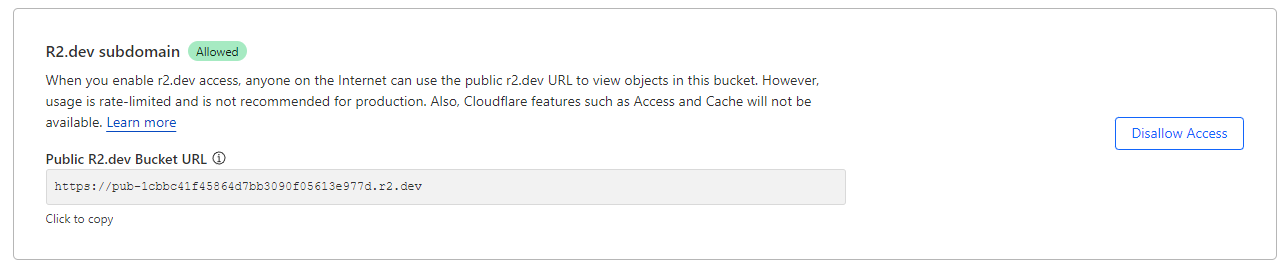 R2.dev subdomain Allowed
When you enable r2.dev access, anyone on the Internet can use the public r2.dev URL to view objects in this bucket. However,
usage is rate-limited and is not recommended for production. Also, Cloudflare features such as Access and Cache will not be
available. Learn more
Disallow Access
Public R2.dev Bucket URL
https://pub-1cbbc41f45864d7bb3090f05613e977d.r2.dev
Click to copy